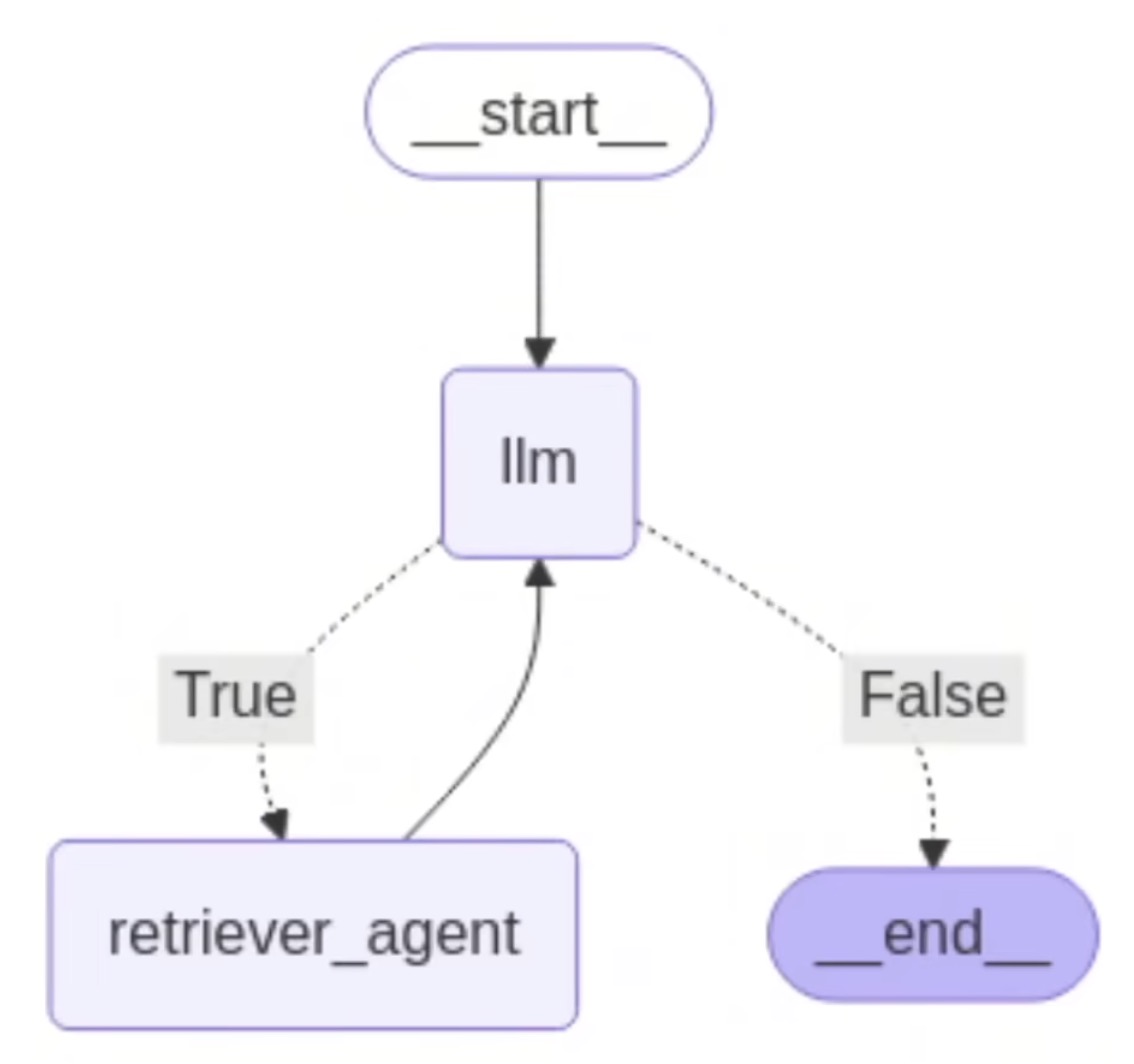 __start__
llm
True
False
retriever_agent
__end__